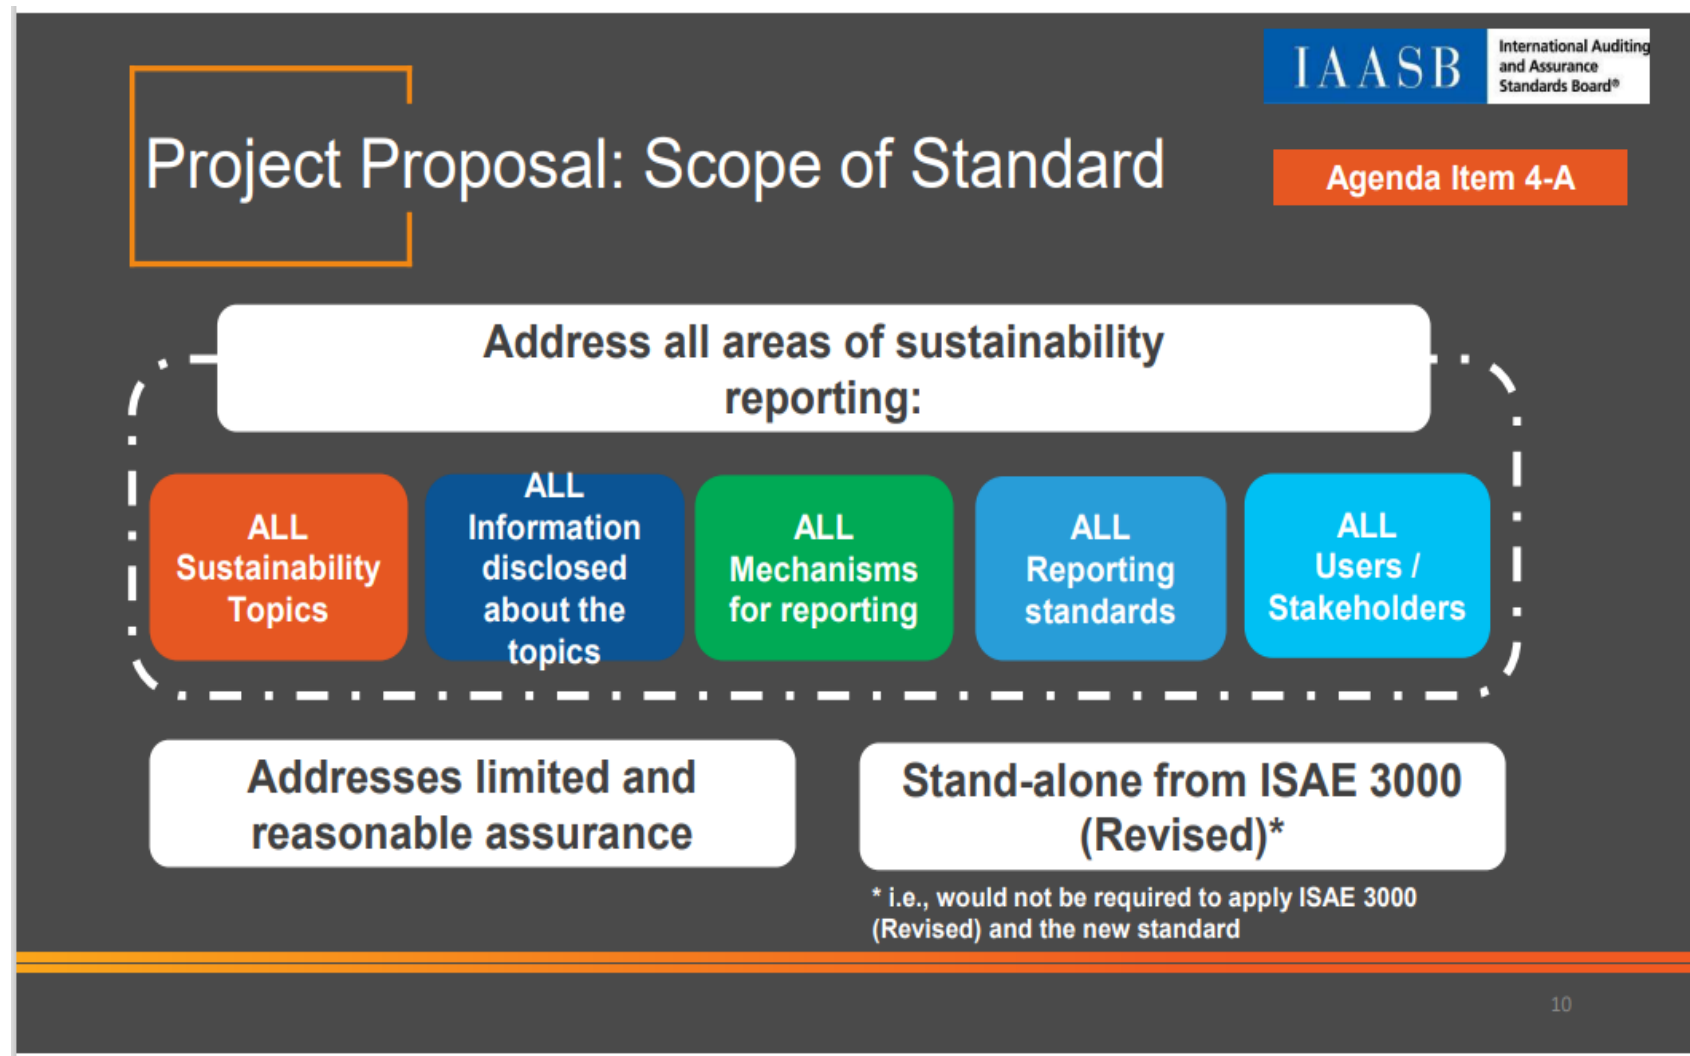 IAASB
International Auditing
and Assurance
Standards Board®
Project Proposal: Scope of Standard
Agenda Item 4-A
Address all areas of sustainability
reporting:
ALL
Sustainability
Topics
ALL
Information
disclosed
about the
topics
ALL
Mechanisms
for reporting
ALL
Reporting
standards
ALL
Users /
Stakeholders
Addresses limited and
reasonable assurance
Stand-alone from ISAE 3000
(Revised)*
* i.e., would not be required to apply ISAE 3000
(Revised) and the new standard
10